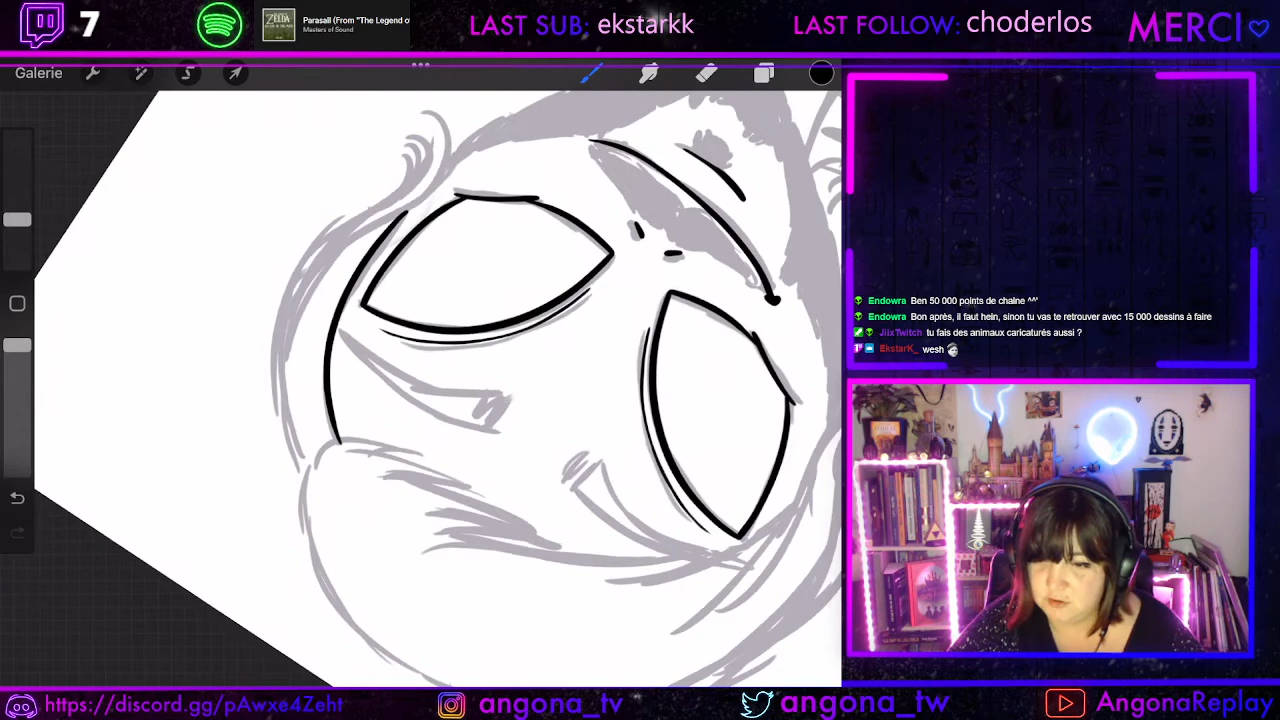 7
Parasail (From "The Legend o
Masters of Sound
LAST SUB: ekstarkk
LAST FOLLOW: choderlos
MERCI
Galerie
Endowra Ben 50 000 points de chaîne ^^'
Endowra Bon après, il faut hein, sinon tu vas te retrouver avec 15 000 dessins à faire
JiixTwitch tu fais des animaux caricaturés aussi ?
EkstarK_ wesh
https://discord.gg/pAwxe4Zeht
angona_tv
angona_tw
AngonaReplay